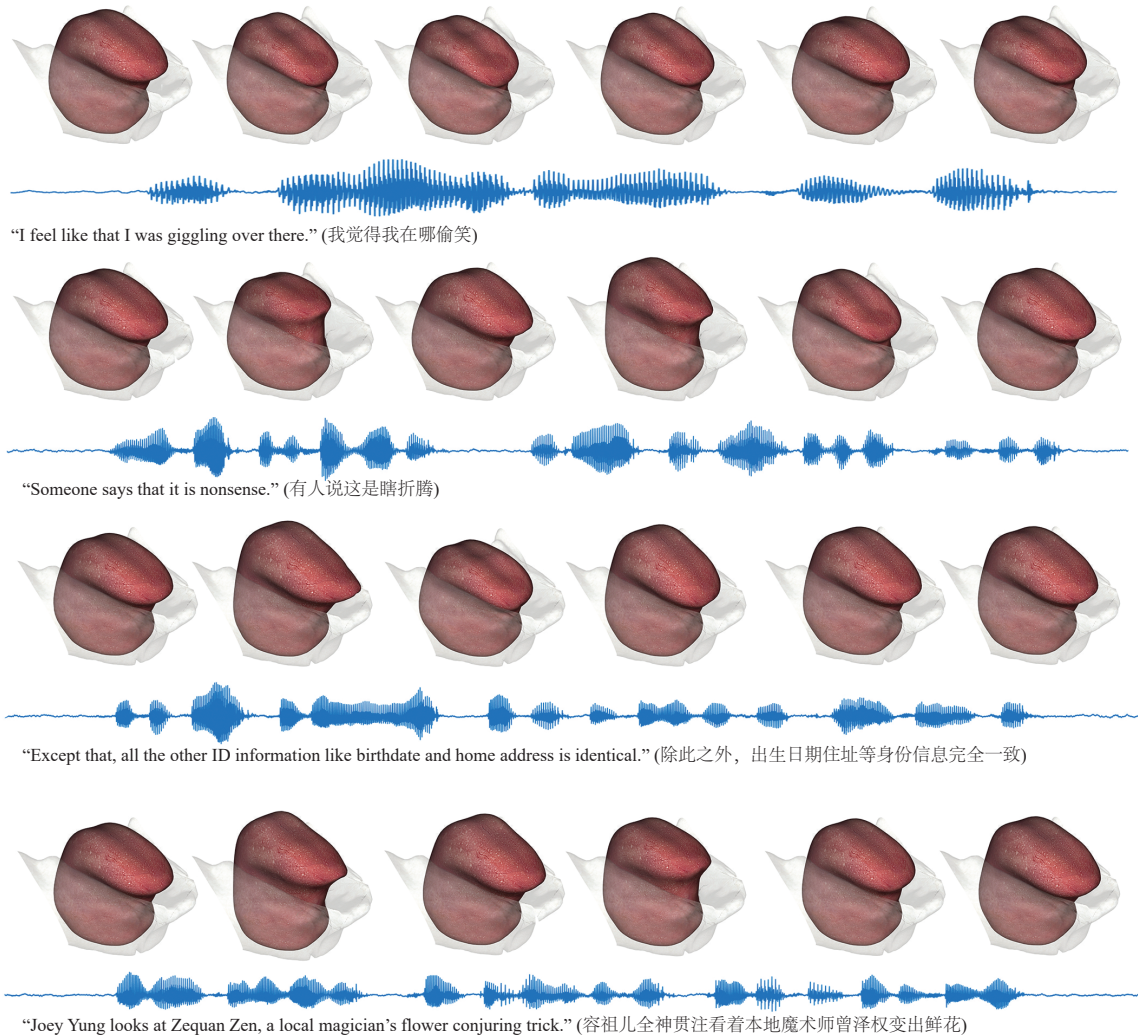 “I feel like that I was giggling over there.” (我觉得我在哪偷笑)
“Someone says that it is nonsense.” (有人说这是瞎折腾)
“Except that, all the other ID information like birthdate and home address is identical.” (除此之外，出生日期住址等身份信息完全一致)
“Joey Yung looks at Zequan Zen, a local magician’s flower conjuring trick.” (容祖儿全神贯注看着本地魔术师曾泽权变出鲜花)